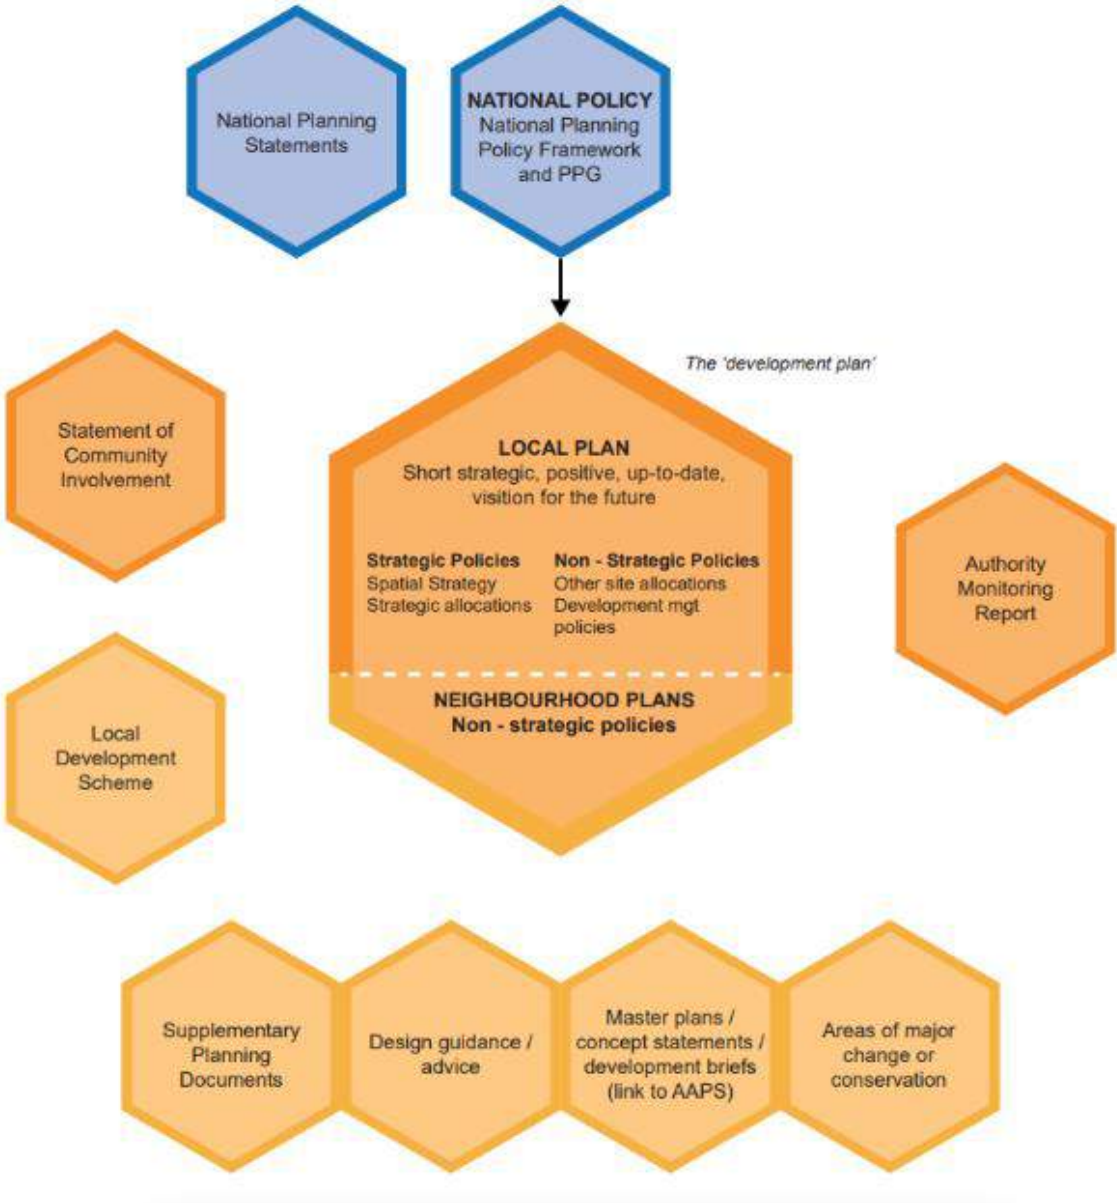 National Planning
Statements
NATIONAL POLICY
National Planning
Policy Framework
and PPG
The 'development plan'
Statement of
Community
Involvement
LOCAL PLAN
Short strategic, positive, up-to-date,
visition for the future
Strategic Policies
Spatial Strategy
Strategic allocations
Non - Strategic Policies
Other site allocations
Development mgt
policies
Authority
Monitoring
Report
NEIGHBOURHOOD PLANS
Non - strategic policies
Local
Development
Scheme
Supplementary
Planning
Documents
Design guidance /
advice
Master plans /
concept statements /
development briefs
(link to AAPS)
Areas of major
change or
conservation